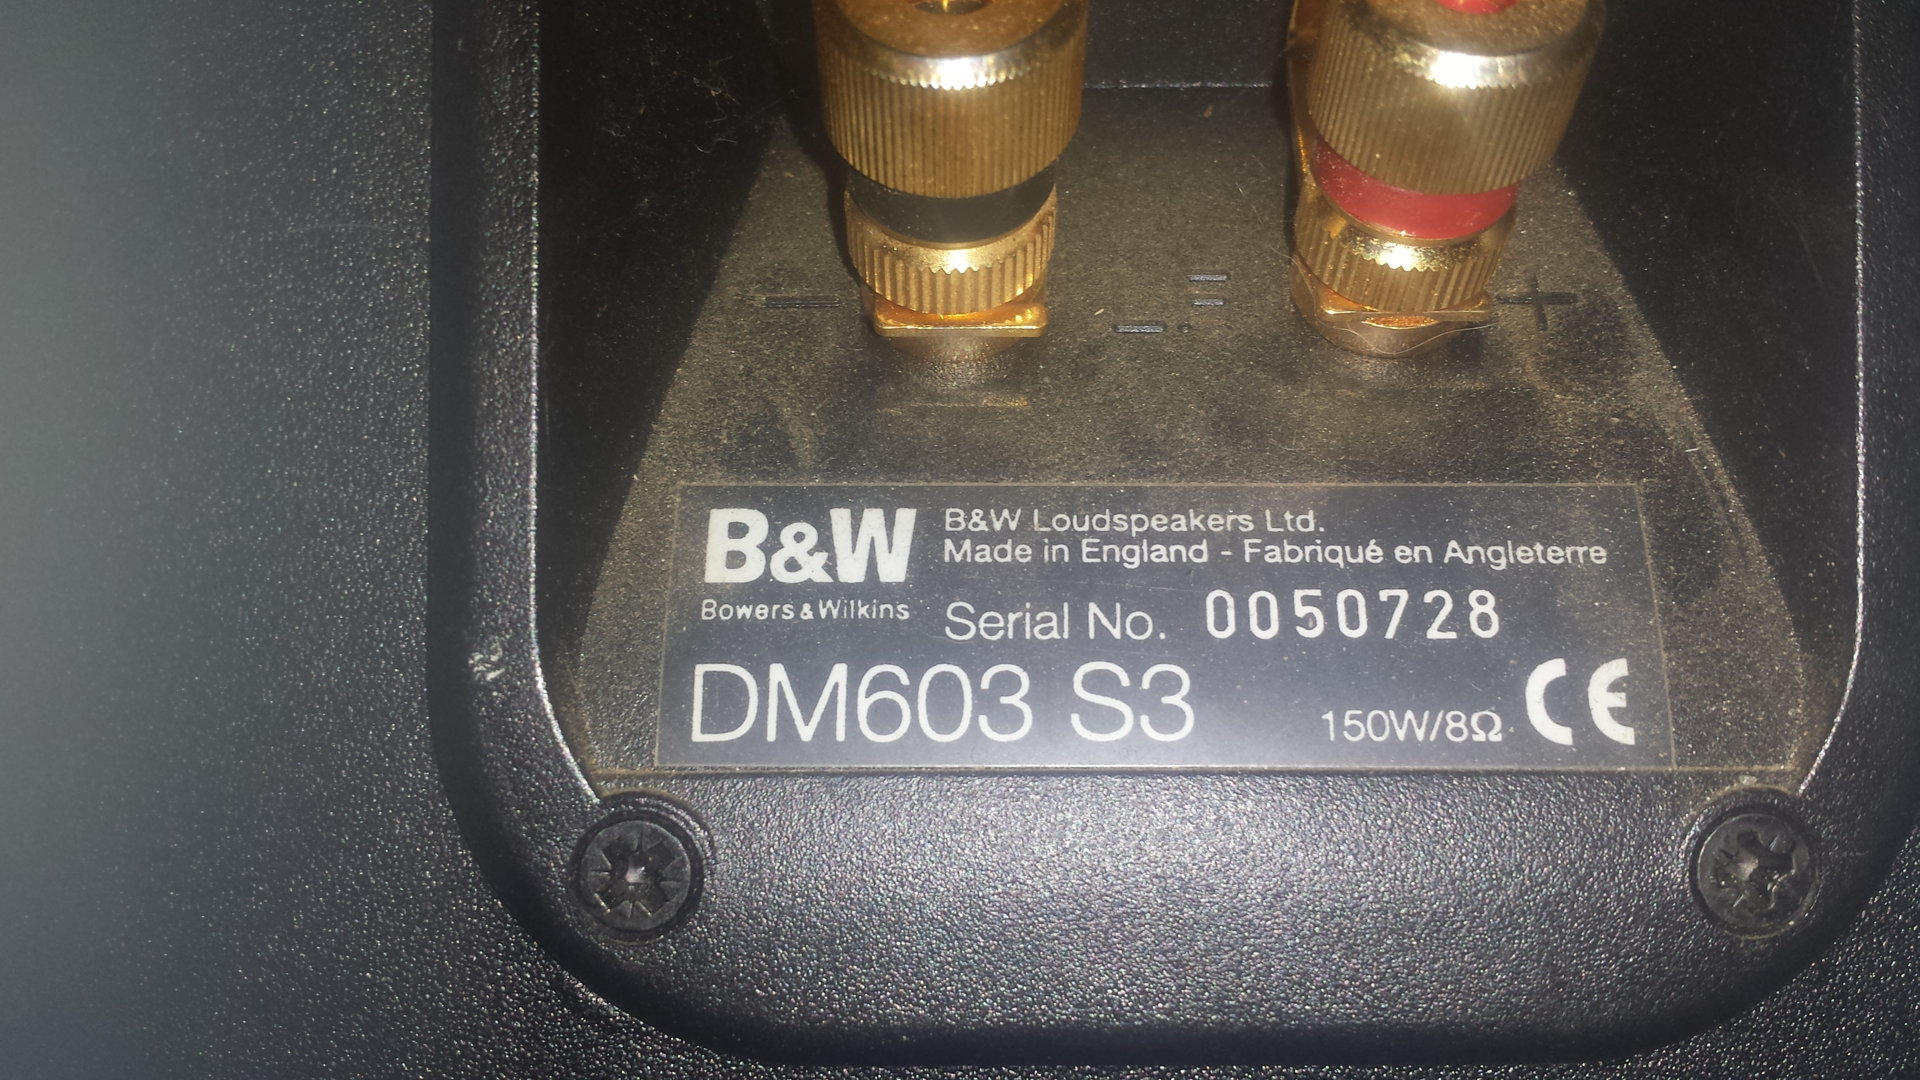 − +
B&W
Bowers & Wilkins
B&W Loudspeakers Ltd.
Made in England - Fabriqué en Angleterre
Serial No. 0050728
DM603 S3
150W/8Ω CE